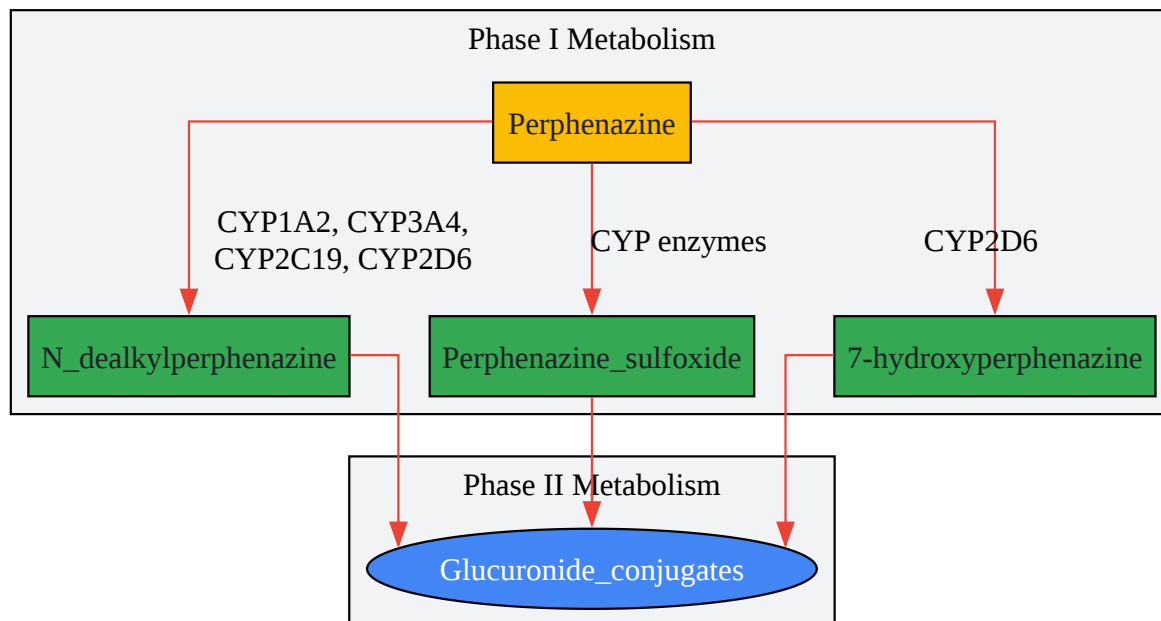 Phase I Metabolism
Perphenazine
CYP1A2, CYP3A4,
CYP2C19, CYP2D6
CYP enzymes
CYP2D6
N_dealkylperphenazine
Perphenazine_sulfoxide
7-hydroxyperphenazine
Phase II Metabolism
Glucuronide_conjugates